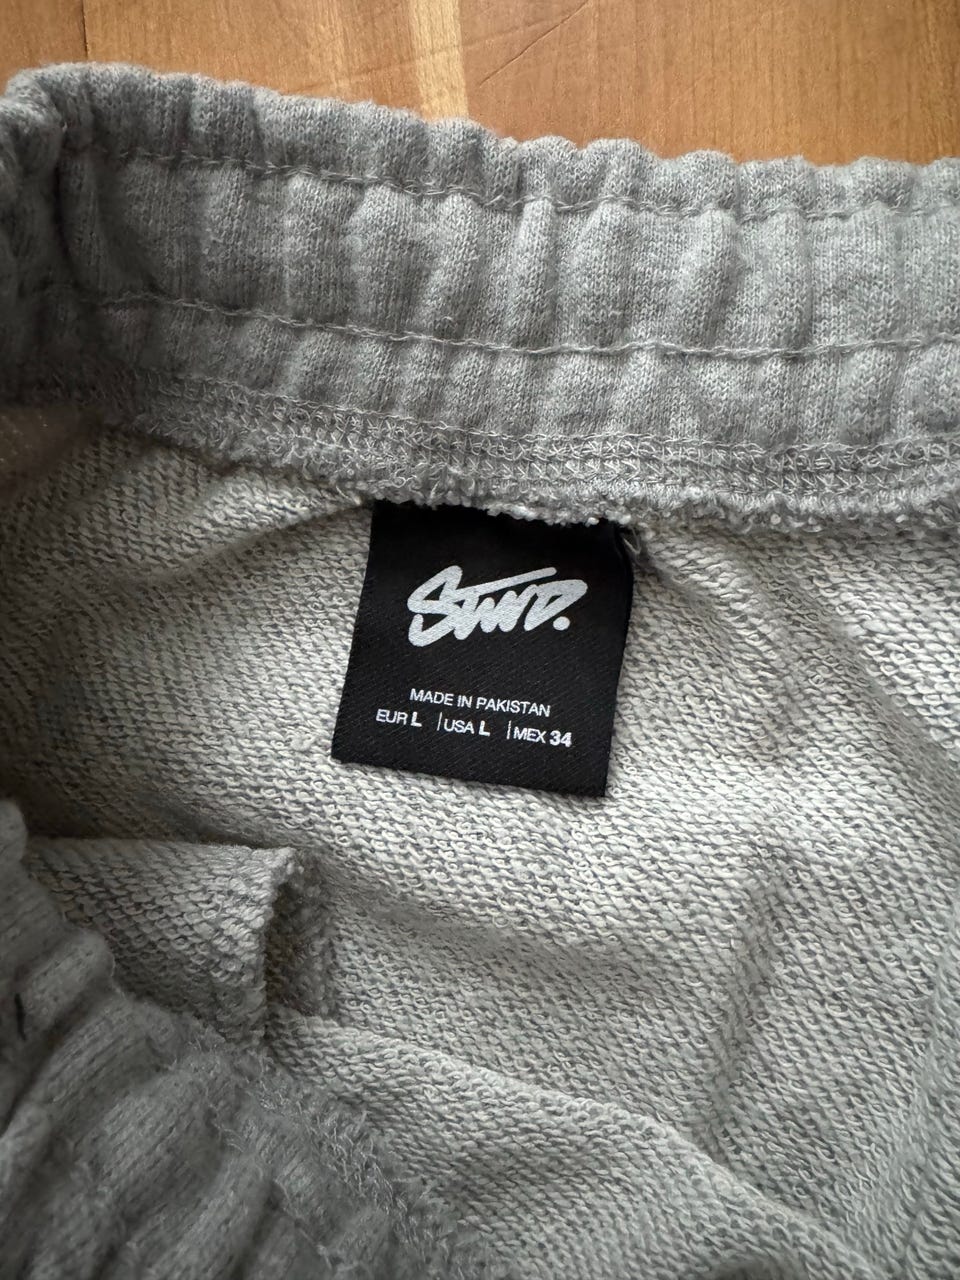 STWD.
MADE IN PAKISTAN
EUR L | USA L | MEX 34